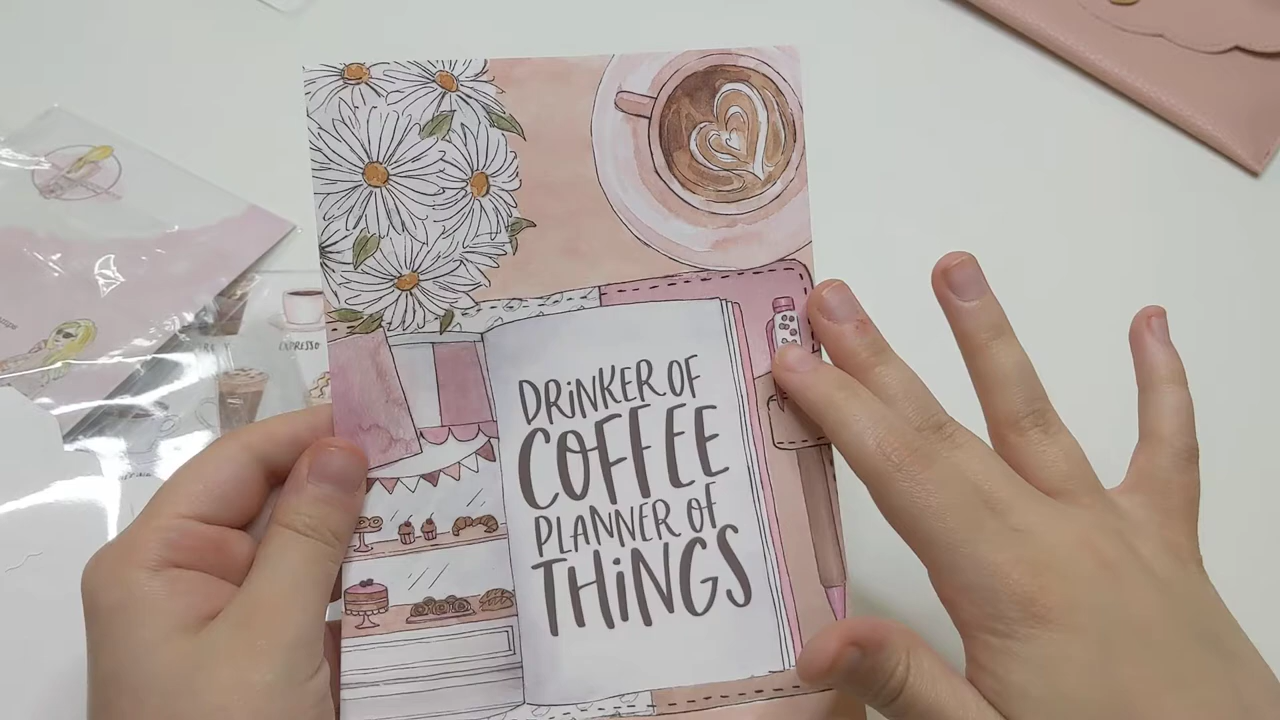 DRiNKER OF
COFFEE
PLANNER OF
THiNGS
ESPRESSO